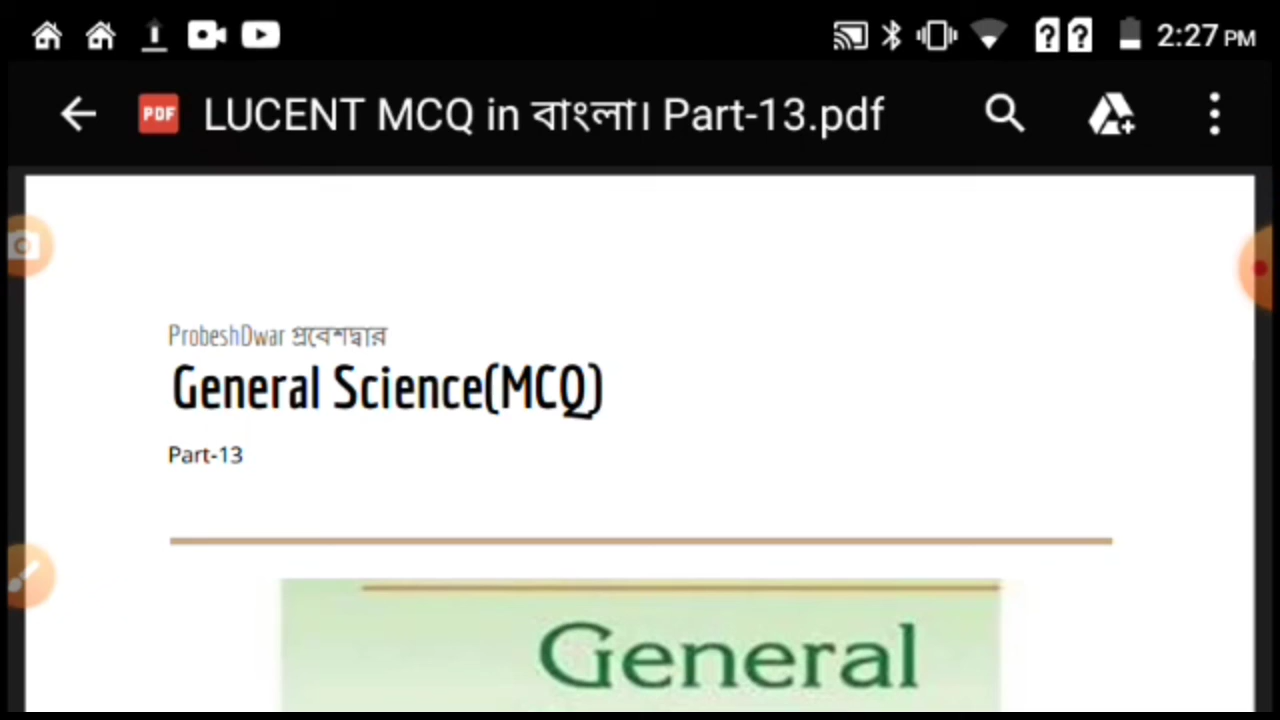 2:27 PM
PDF LUCENT MCQ in বাংলা। Part-13.pdf
ProbeshDwar প্রবেশদ্বার
General Science(MCQ)
Part-13
General